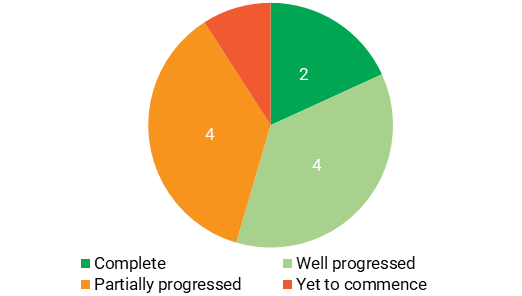 2
4
4
Complete
Well progressed
Partially progressed
Yet to commence